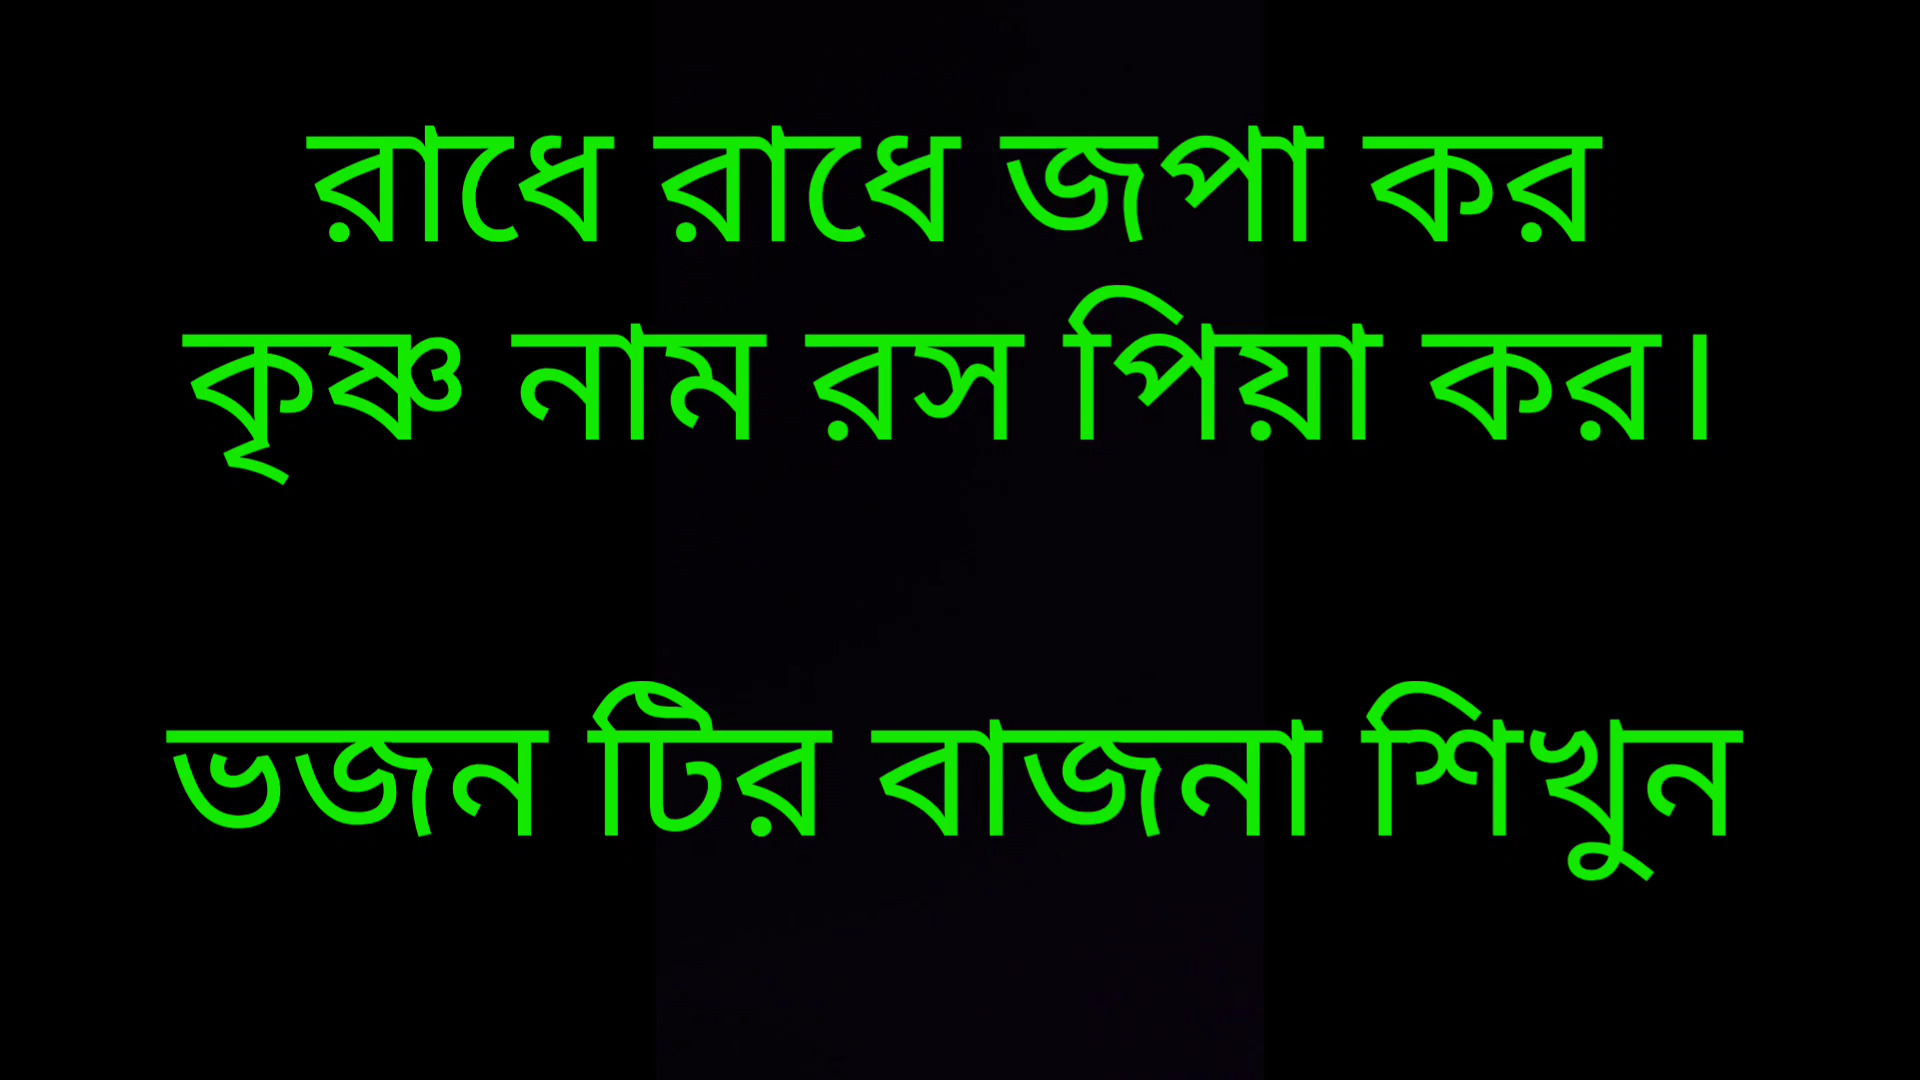 রাধে রাধে জপা কর
কৃষ্ণ নাম রস পিয়া কর।
ভজন টির বাজনা শিখুন